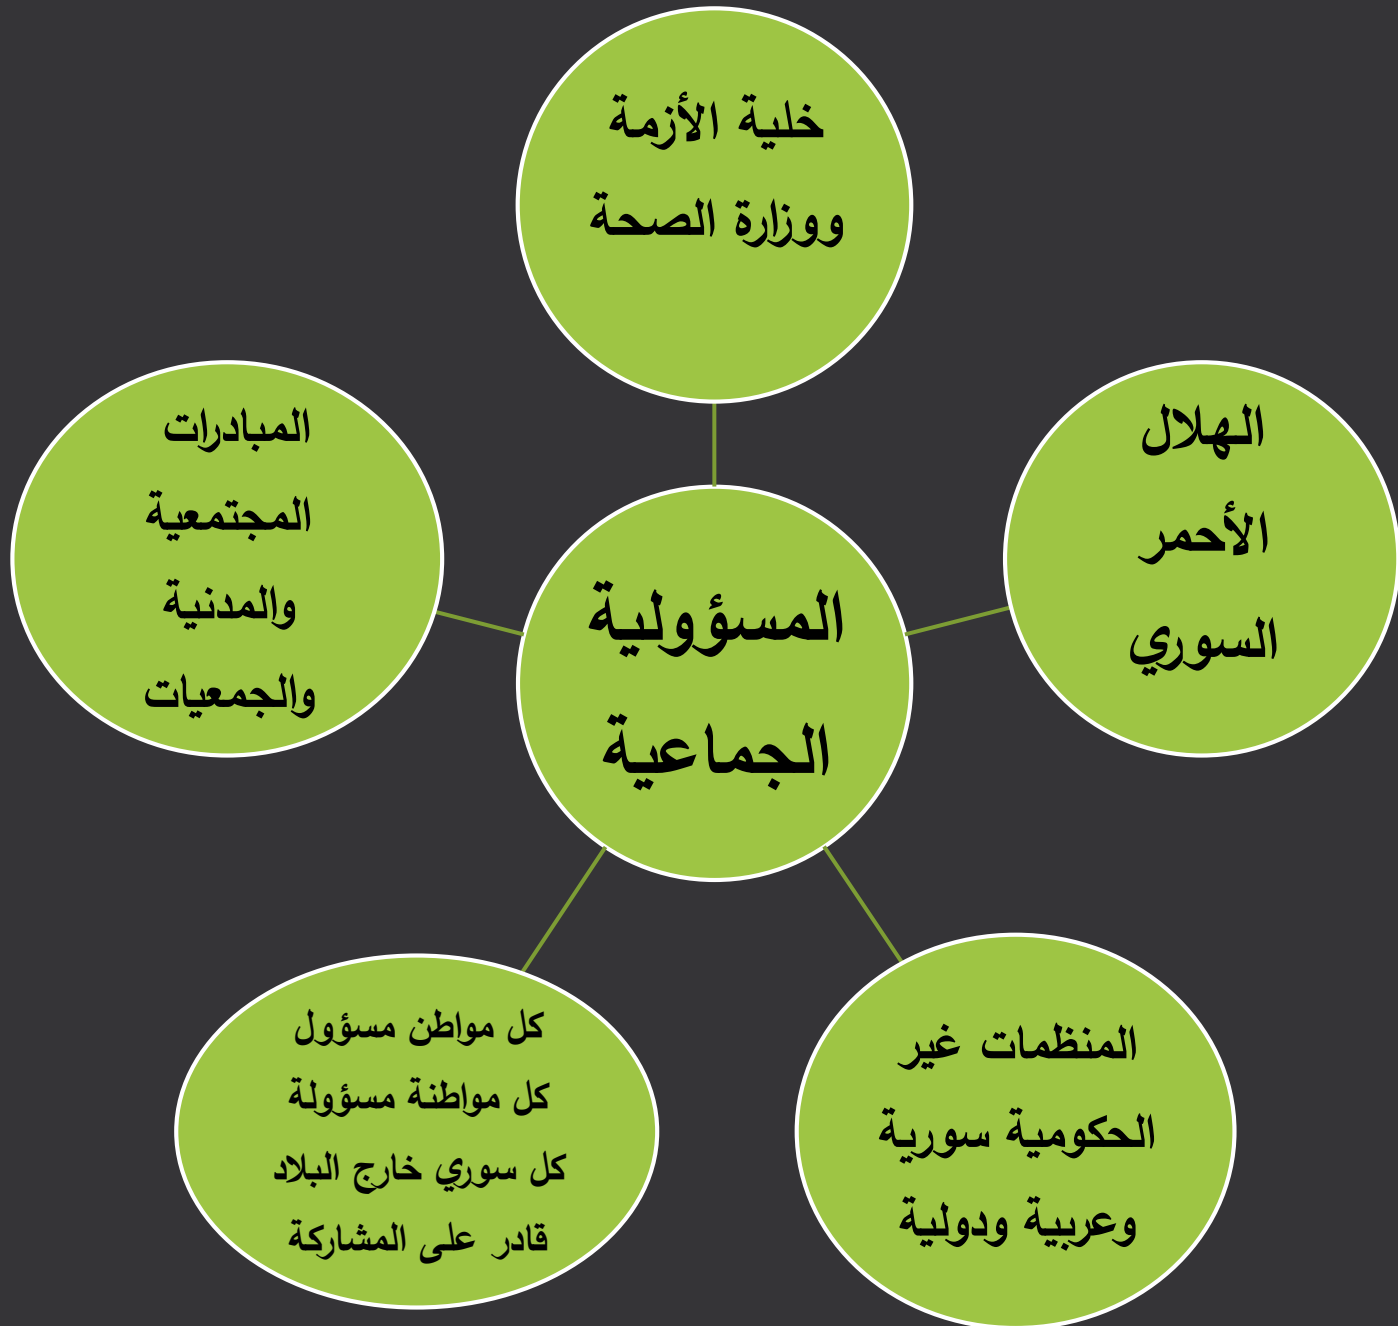 خلية الأزمة
ووزارة الصحة
الهلال
الأحمر
السوري
المبادرات
المجتمعية
والمدنية
والجمعيات
المسؤولية
الجماعية
المنظمات غير
الحكومية سورية
وعربية ودولية
كل مواطن مسؤول
كل مواطنة مسؤولة
كل سوري خارج البلاد
قادر على المشاركة